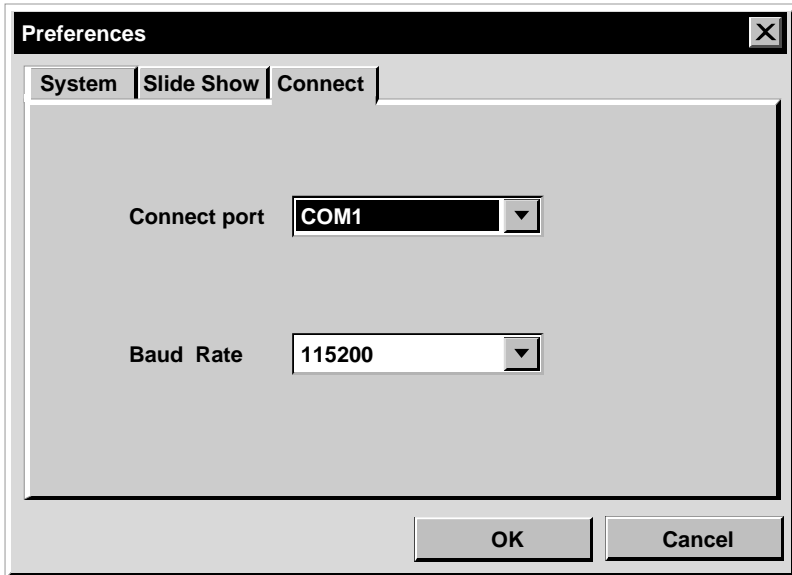 Preferences
System Slide Show Connect
Connect port COM1
Baud Rate 115200
OK Cancel